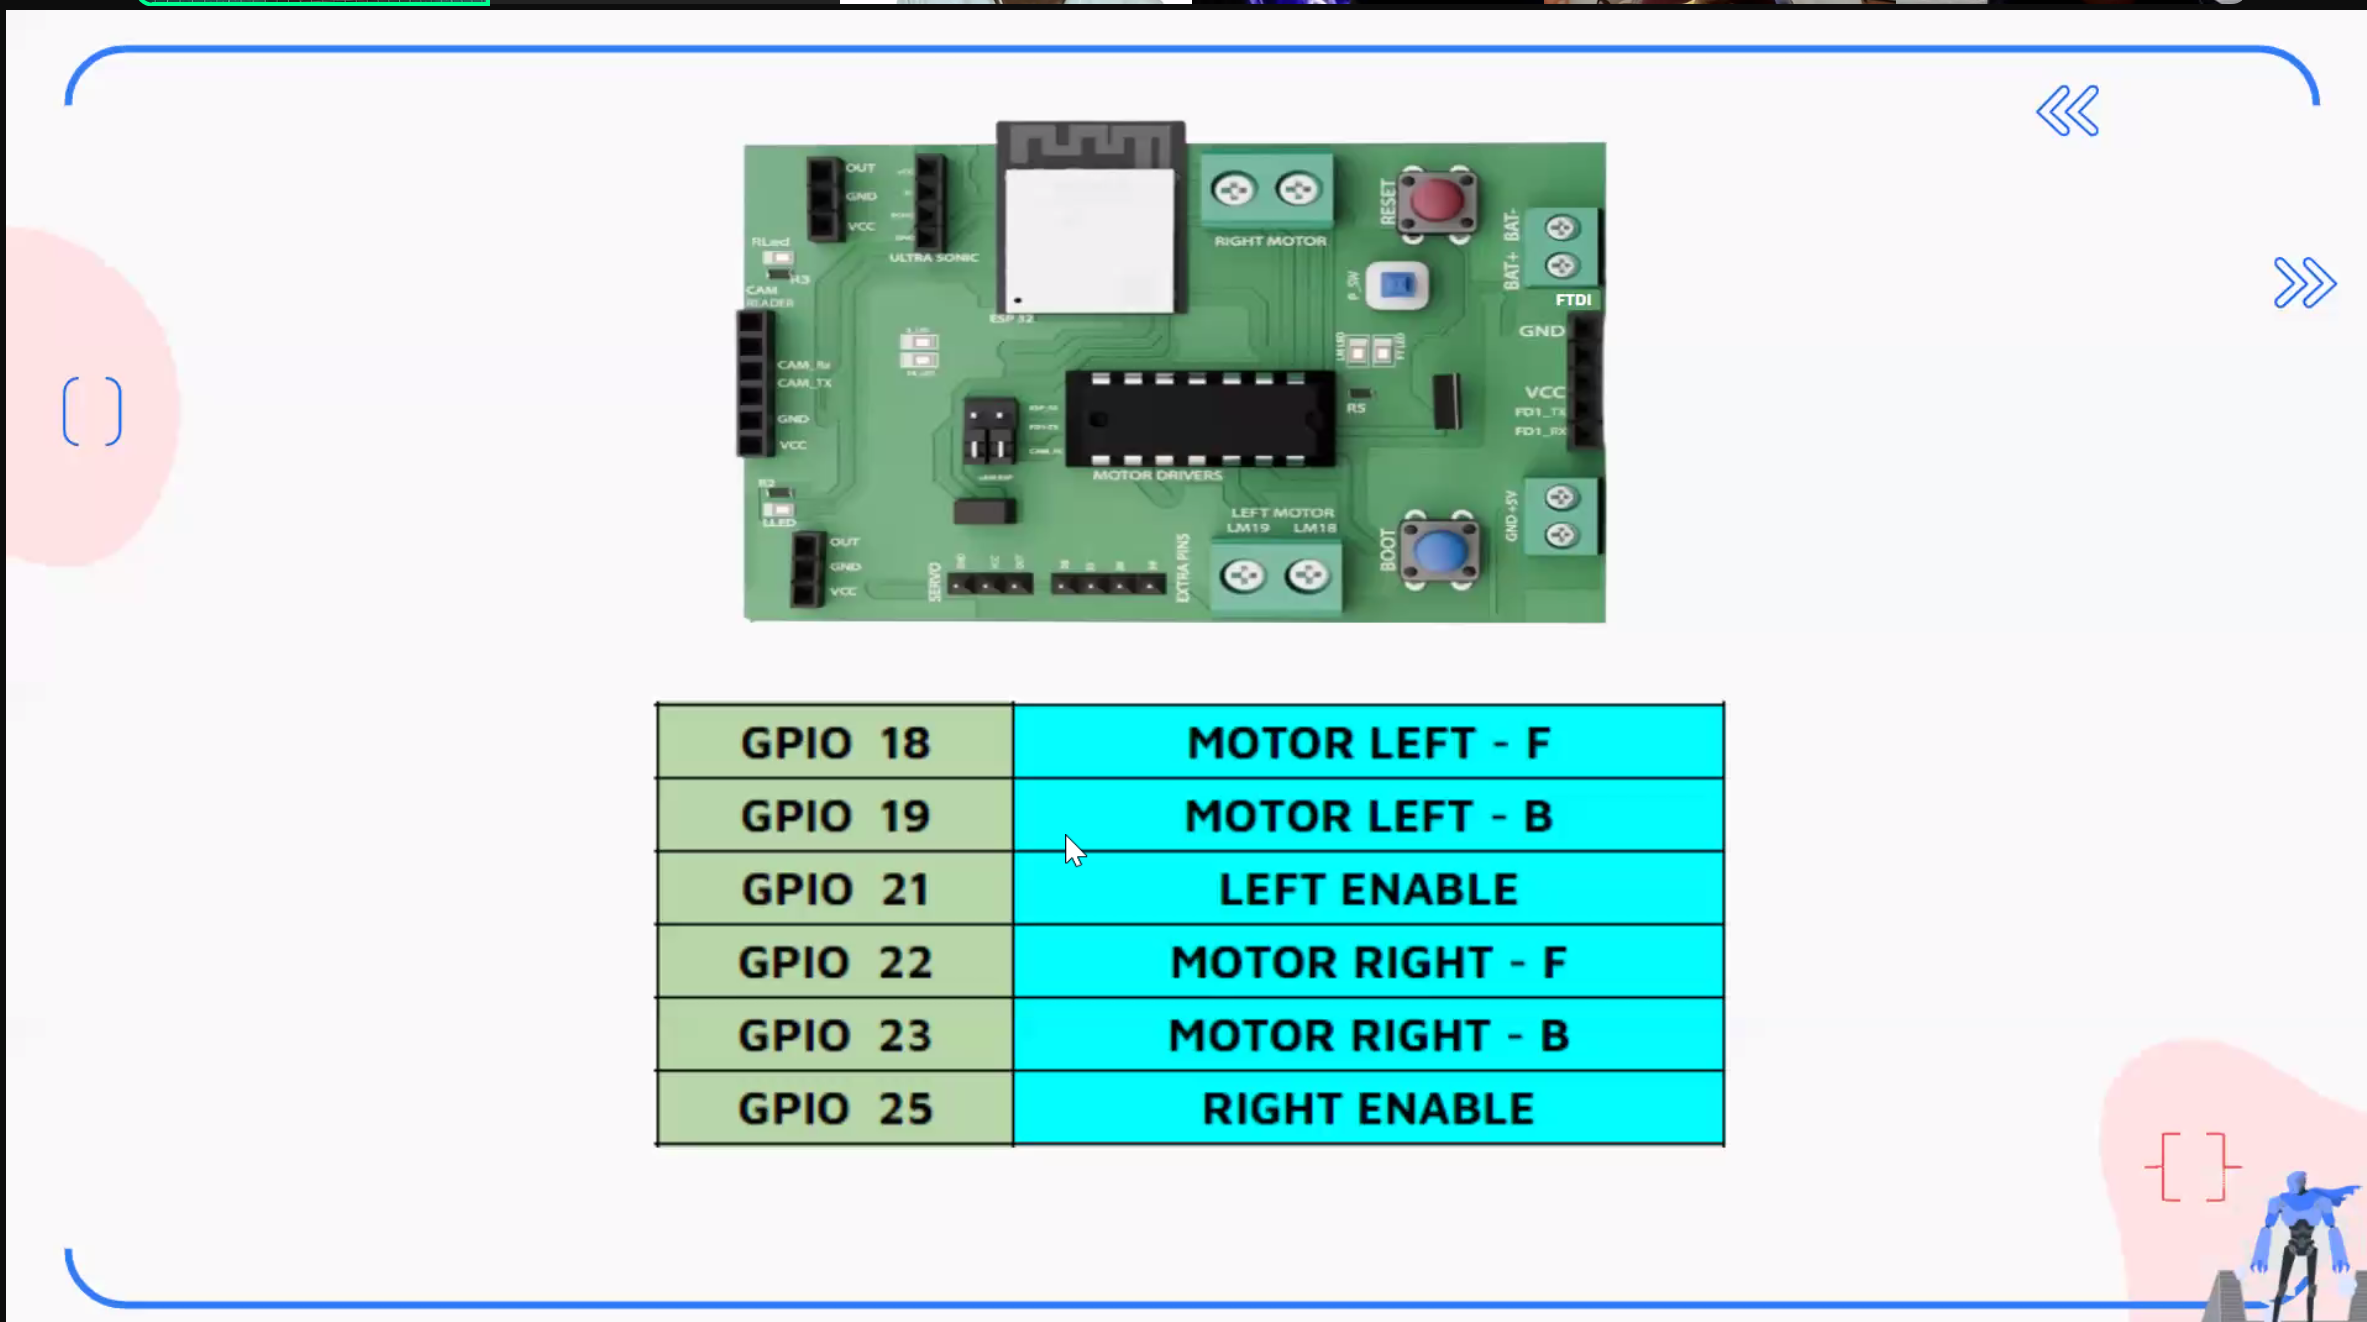 OUT
GND
VCC
ULTRA SONIC
RLed
R3
CAM
READER
CAM_Rx
CAM_TX
GND
VCC
R2
LLED
OUT
GND
VCC
ESP 32
RIGHT MOTOR
RESET
P_SW
BAT+ BAT-
FTDI
GND
VCC
FD1_TX
FD1_RX
R5
MOTOR DRIVERS
LEFT MOTOR
LM19 LM18
BOOT
GND+5V
SERVO
GND VCC OUT
EXTRA PINS
GPIO 18 MOTOR LEFT - F
GPIO 19 MOTOR LEFT - B
GPIO 21 LEFT ENABLE
GPIO 22 MOTOR RIGHT - F
GPIO 23 MOTOR RIGHT - B
GPIO 25 RIGHT ENABLE